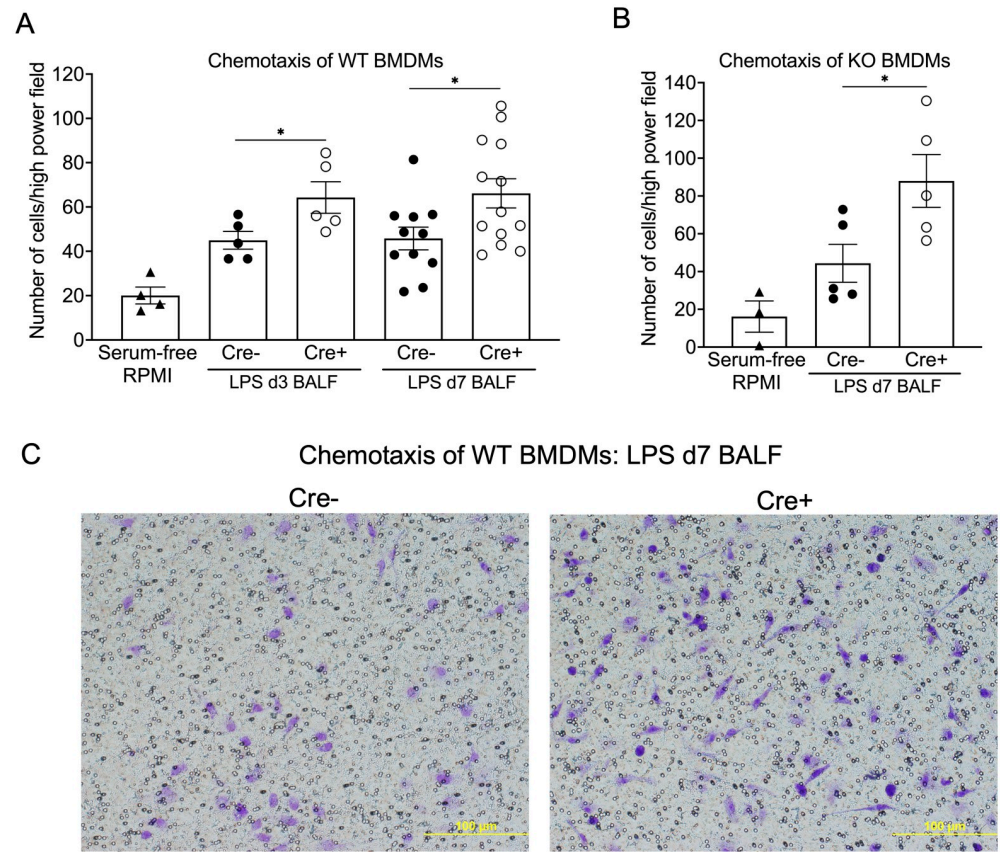 A
Chemotaxis of WT BMDMs
Number of cells/high power field
120
100
80
60
40
20
0
*
*
Serum-free
RPMI
Cre-
Cre+
Cre-
Cre+
LPS d3 BALF
LPS d7 BALF
B
Chemotaxis of KO BMDMs
Number of cells/high power field
140
120
100
80
60
40
20
0
*
Serum-free
RPMI
Cre-
Cre+
LPS d7 BALF
C
Chemotaxis of WT BMDMs: LPS d7 BALF
Cre-
Cre+
100 µm
100 µm